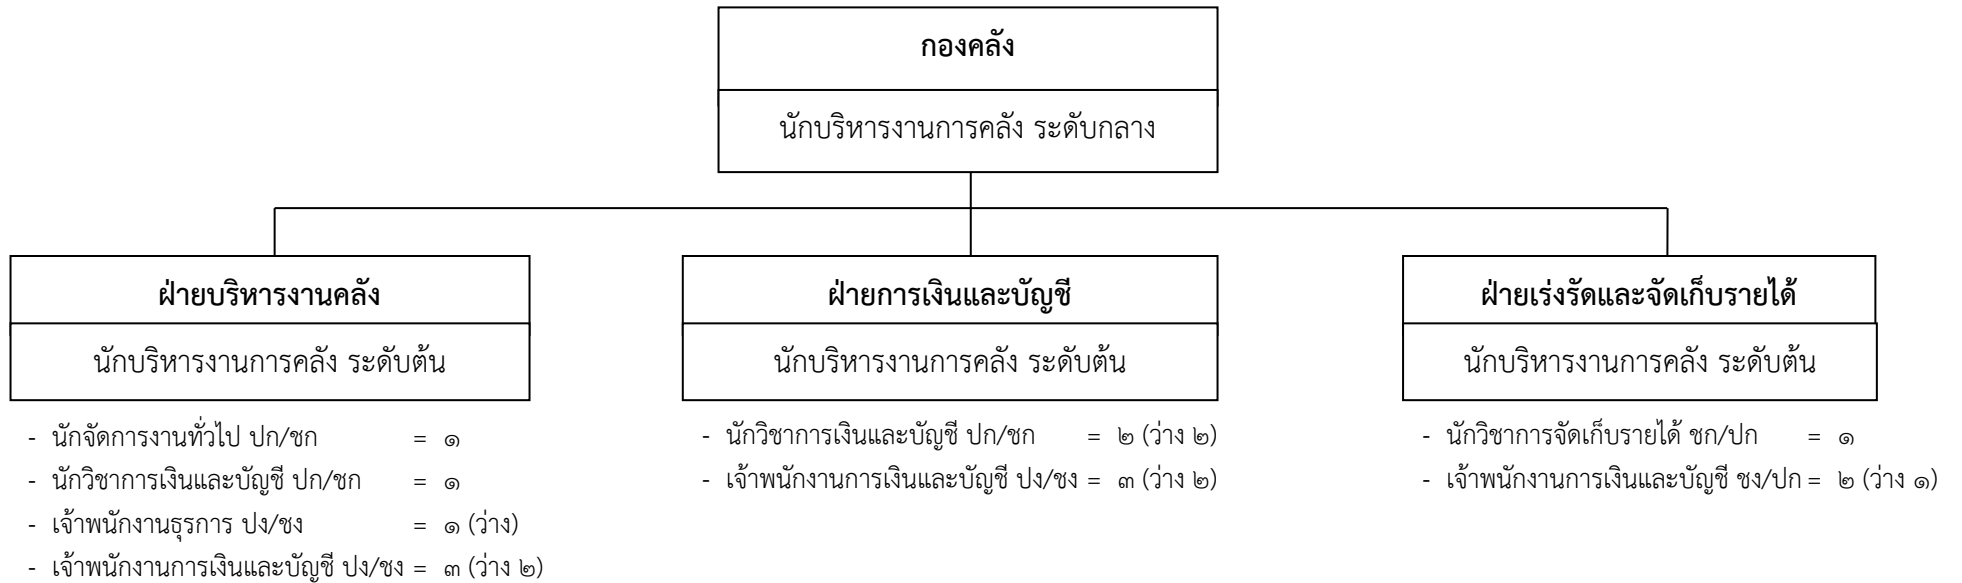 กองคลัง
นักบริหารงานการคลัง ระดับกลาง
ฝ่ายบริหารงานคลัง
นักบริหารงานการคลัง ระดับต้น
- นักจัดการงานทั่วไป ปก/ชก = ๑
- นักวิชาการเงินและบัญชี ปก/ชก = ๑
- เจ้าพนักงานธุรการ ปง/ชง = ๑ (ว่าง)
- เจ้าพนักงานการเงินและบัญชี ปง/ชง = ๓ (ว่าง ๒)
ฝ่ายการเงินและบัญชี
นักบริหารงานการคลัง ระดับต้น
- นักวิชาการเงินและบัญชี ปก/ชก = ๒ (ว่าง ๒)
- เจ้าพนักงานการเงินและบัญชี ปง/ชง = ๓ (ว่าง ๒)
ฝ่ายเร่งรัดและจัดเก็บรายได้
นักบริหารงานการคลัง ระดับต้น
- นักวิชาการจัดเก็บรายได้ ชก/ปก = ๑
- เจ้าพนักงานการเงินและบัญชี ชง/ปก = ๒ (ว่าง ๑)